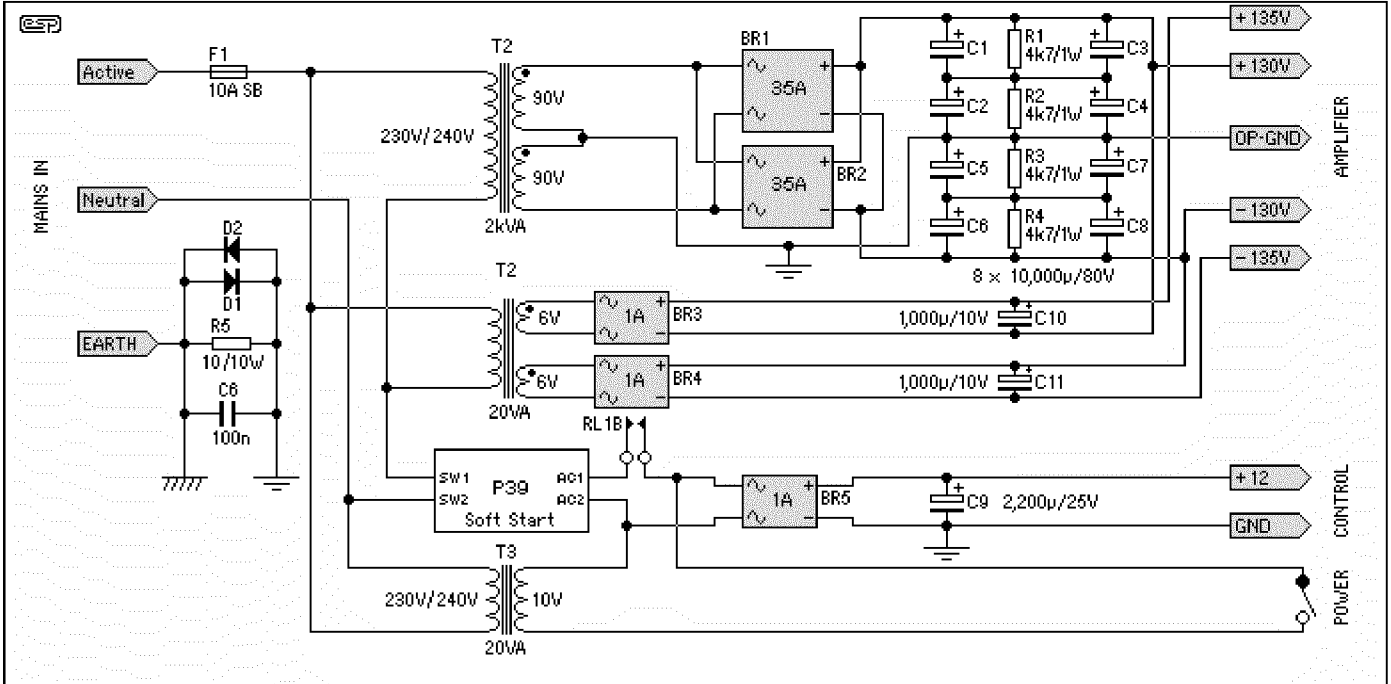 esp
Active
F1
10A SB
MAINS IN
Neutral
EARTH
D2
D1
R5
10/10W
C6
100n
T2
230V/240V
90V
90V
2kVA
BR1
35A
35A
BR2
C1
R1
4k7/1W
C3
C2
R2
4k7/1W
C4
C5
R3
4k7/1W
C7
C6
R4
4k7/1W
C8
8 × 10,000µ/80V
+135V
+130V
OP-GND
-130V
-135V
AMPLIFIER
T2
6V
6V
20VA
1A
BR3
1A
BR4
1,000µ/10V
C10
1,000µ/10V
C11
RL1B
SW1
SW2
P39
AC1
AC2
Soft Start
1A
BR5
C9 2,200µ/25V
+12
GND
CONTROL
T3
230V/240V
10V
20VA
POWER